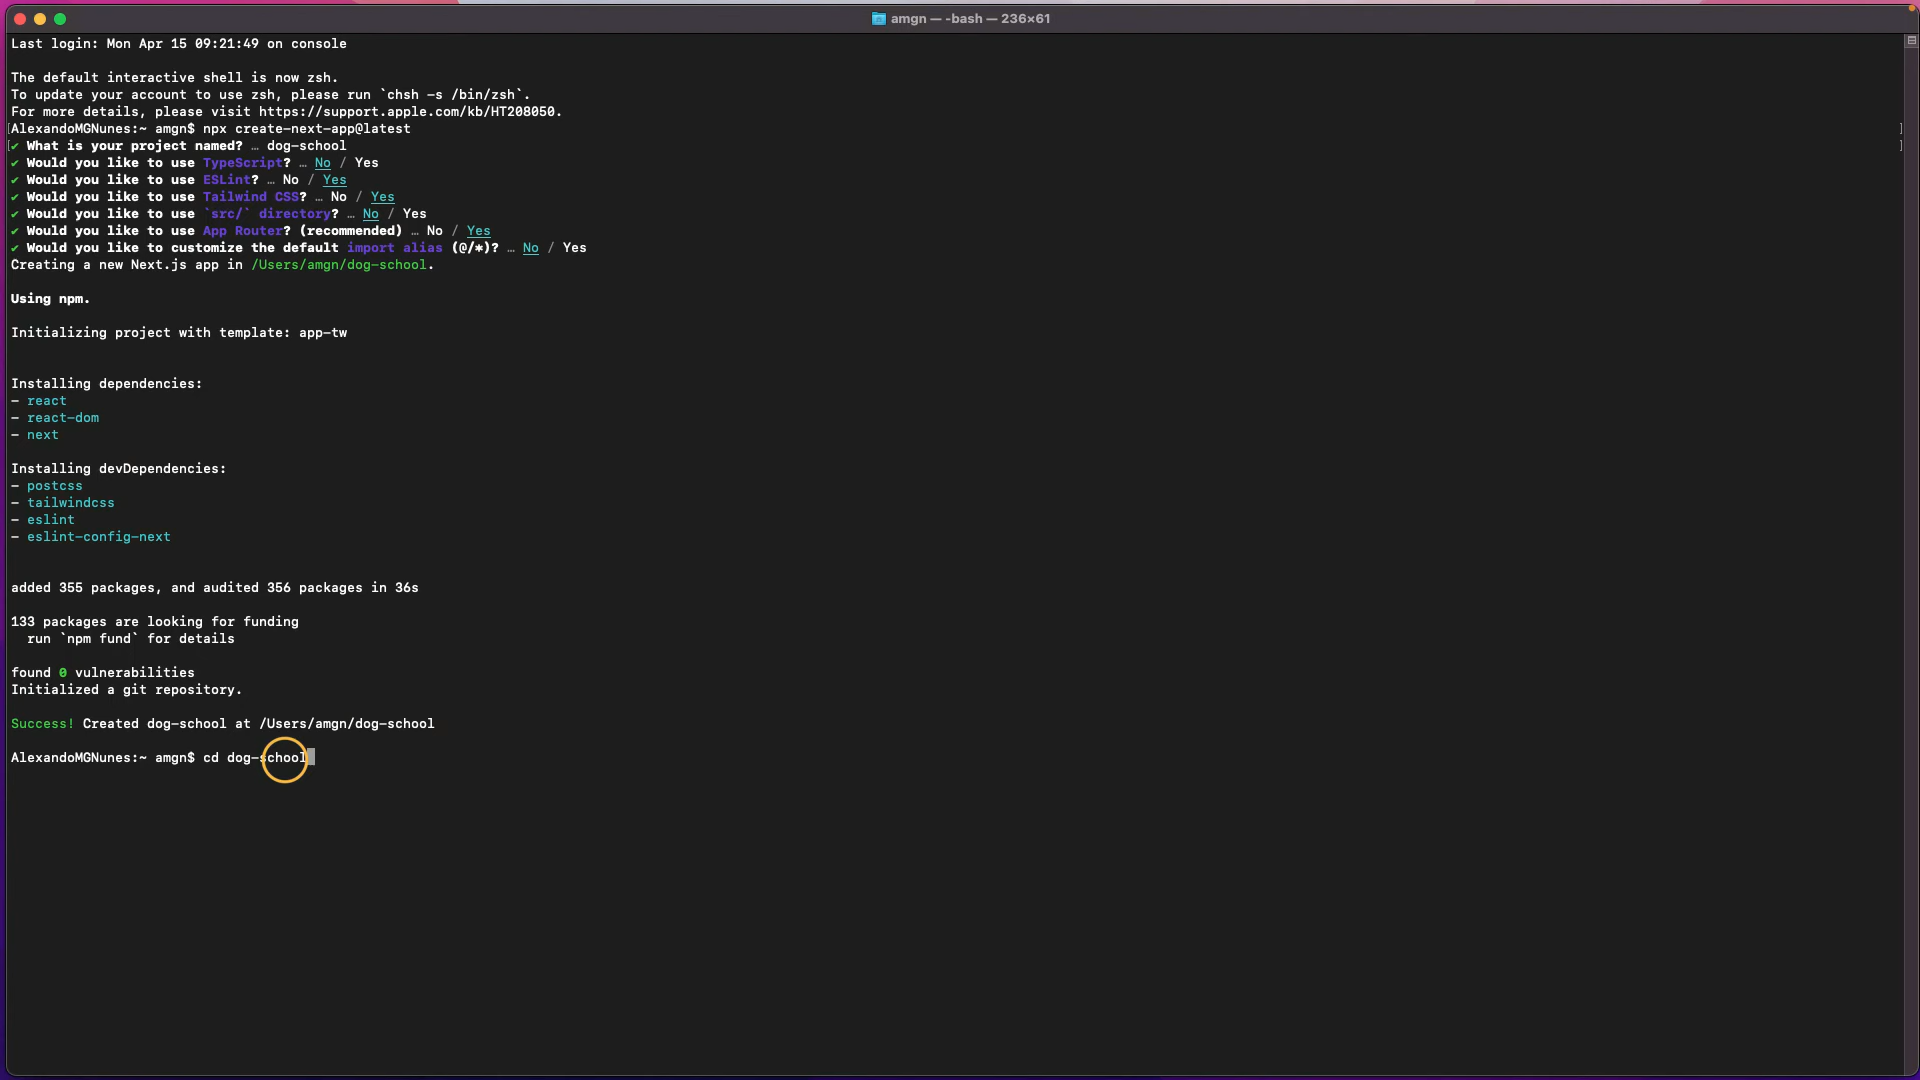 amgn — -bash — 236×61
Last login: Mon Apr 15 09:21:49 on console
The default interactive shell is now zsh.
To update your account to use zsh, please run `chsh -s /bin/zsh`.
For more details, please visit https://support.apple.com/kb/HT208050.
[AlexandoMGNunes:~ amgn$ npx create-next-app@latest ]
[✔ What is your project named? … dog-school ]
✔ Would you like to use TypeScript? … No / Yes
✔ Would you like to use ESLint? … No / Yes
✔ Would you like to use Tailwind CSS? … No / Yes
✔ Would you like to use `src/` directory? … No / Yes
✔ Would you like to use App Router? (recommended) … No / Yes
✔ Would you like to customize the default import alias (@/*)? … No / Yes
Creating a new Next.js app in /Users/amgn/dog-school.
Using npm.
Initializing project with template: app-tw
Installing dependencies:
- react
- react-dom
- next
Installing devDependencies:
- postcss
- tailwindcss
- eslint
- eslint-config-next
added 355 packages, and audited 356 packages in 36s
133 packages are looking for funding
run `npm fund` for details
found 0 vulnerabilities
Initialized a git repository.
Success! Created dog-school at /Users/amgn/dog-school
AlexandoMGNunes:~ amgn$ cd dog-school